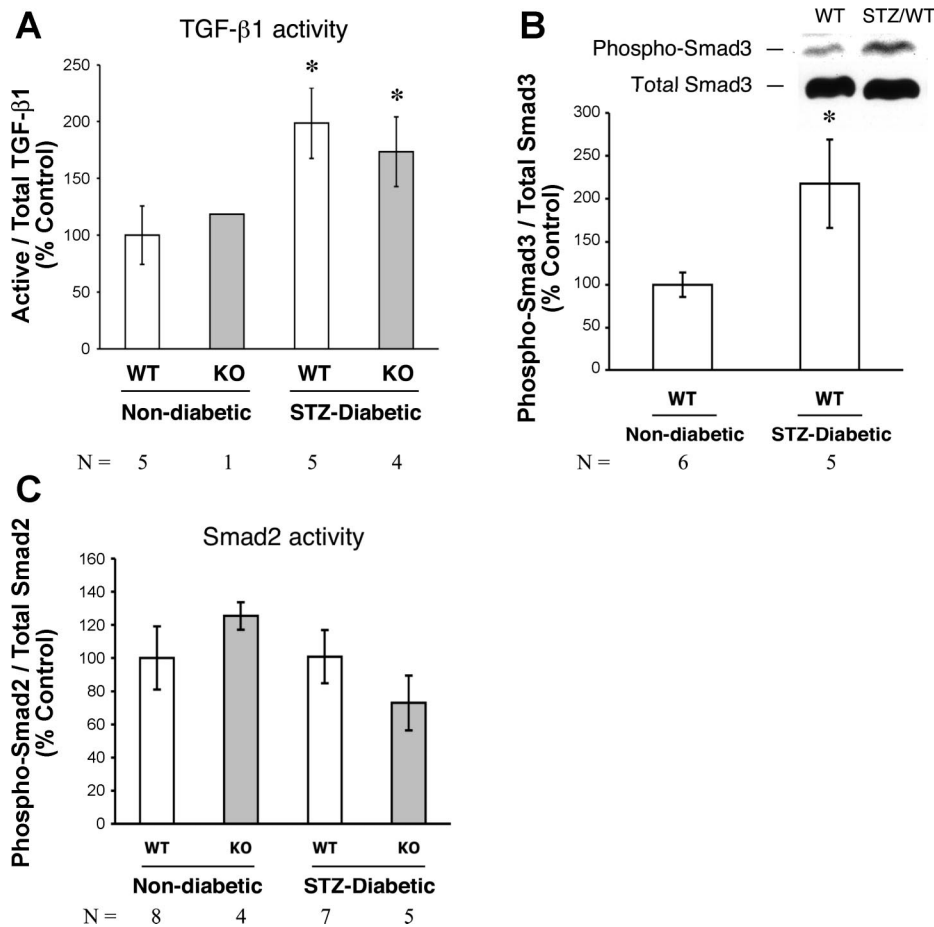 A
TGF-β1 activity
Active / Total TGF-β1
(% Control)
250
200
150
100
50
0
*
*
WT KO WT KO
Non-diabetic STZ-Diabetic
N = 5 1 5 4
B
WT STZ/WT
Phospho-Smad3 –
Total Smad3 –
*
Phospho-Smad3 / Total Smad3
(% Control)
300
250
200
150
100
50
0
WT WT
Non-diabetic STZ-Diabetic
N = 6 5
C
Smad2 activity
Phospho-Smad2 / Total Smad2
(% Control)
160
140
120
100
80
60
40
20
0
WT KO WT KO
Non-diabetic STZ-Diabetic
N = 8 4 7 5